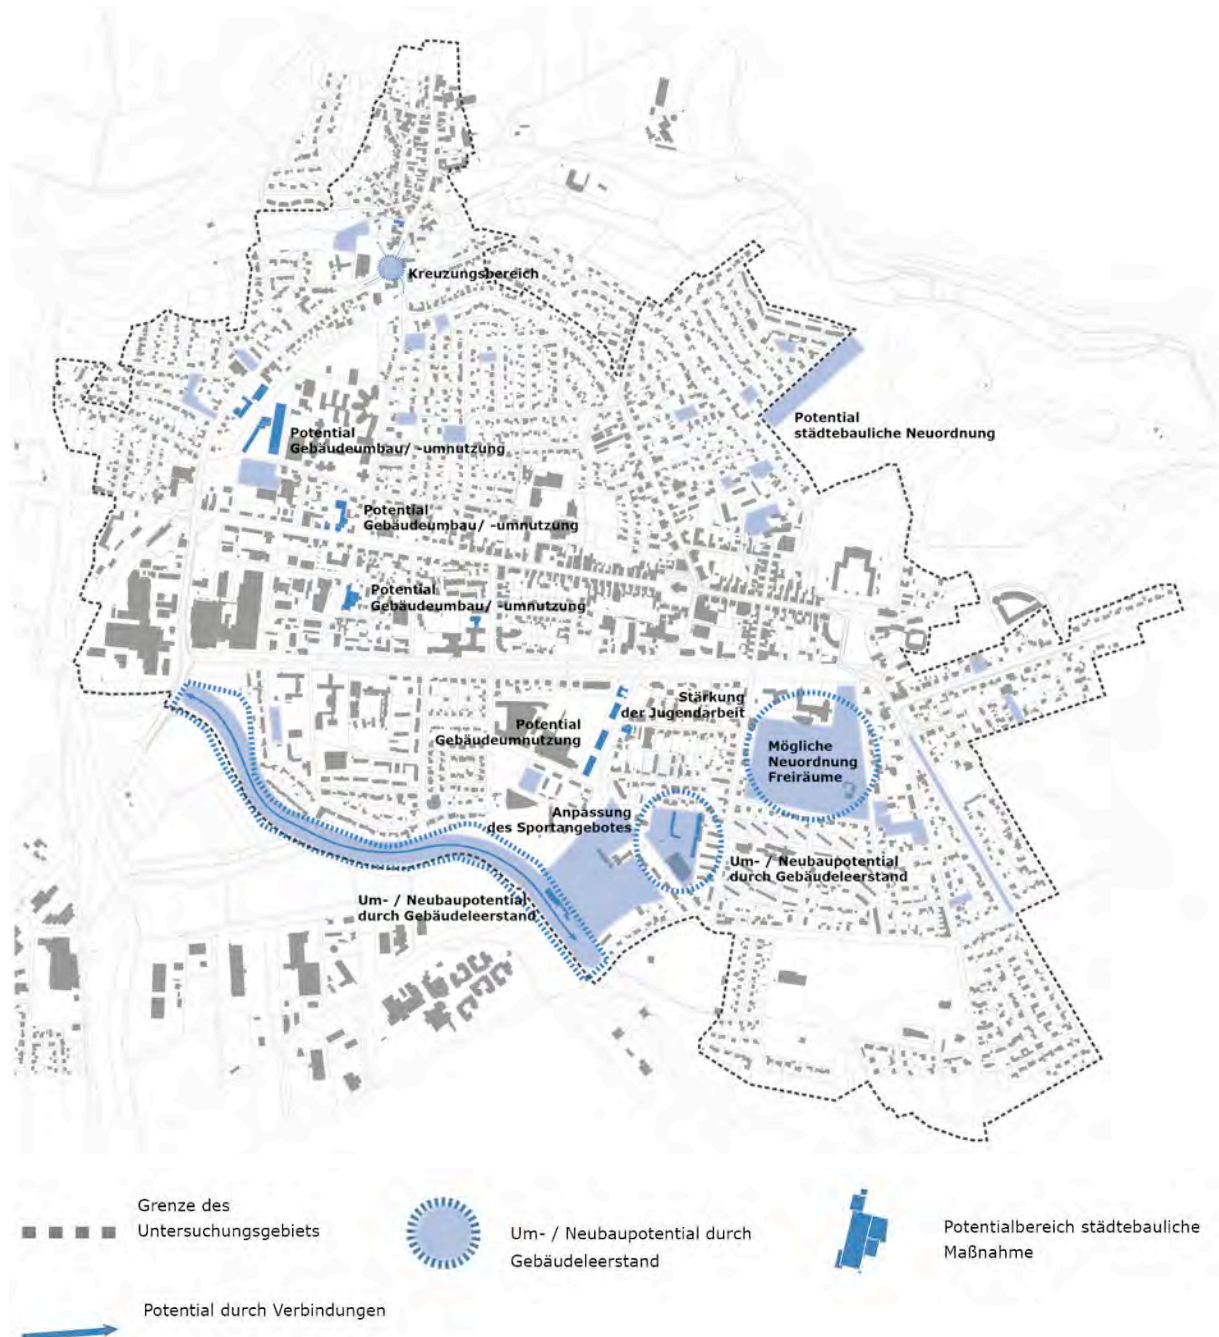 Kreuzungsbereich
Potential
städtebauliche Neuordnung
Potential
Gebäudeumbau/ -umnutzung
Potential
Gebäudeumbau/ -umnutzung
Potential
Gebäudeumbau/ -umnutzung
Stärkung
der Jugendarbeit
Potential
Gebäudeumnutzung
Mögliche
Neuordnung
Freiräume
Anpassung
des Sportangebotes
Um- / Neubaupotential
durch Gebäudeleerstand
Um- / Neubaupotential
durch Gebäudeleerstand
Grenze des
Untersuchungsgebiets
Um- / Neubaupotential durch
Gebäudeleerstand
Potentialbereich städtebauliche
Maßnahme
Potential durch Verbindungen